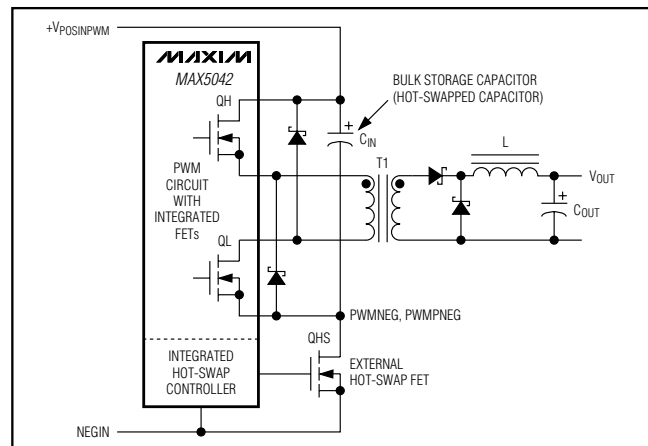 +VPOSINPWM
MAXIM
MAX5042
QH
PWM
CIRCUIT
WITH
INTEGRATED
FETs
QL
INTEGRATED
HOT-SWAP
CONTROLLER
NEGIN
BULK STORAGE CAPACITOR
(HOT-SWAPPED CAPACITOR)
+
CIN
T1
L
VOUT
+
COUT
PWMNEG, PWMPNEG
QHS
EXTERNAL
HOT-SWAP FET